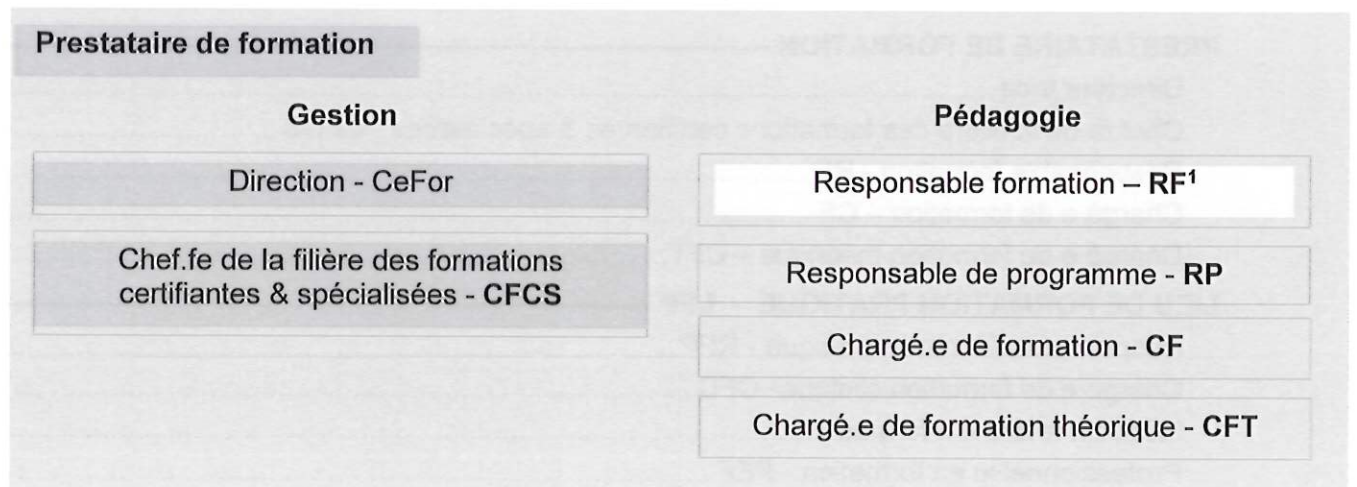 Prestataire de formation
Gestion
Direction - CeFor
Chef.fe de la filière des formations
certifiantes & spécialisées - CFCS
Pédagogie
Responsable formation – RF¹
Responsable de programme - RP
Chargé.e de formation - CF
Chargé.e de formation théorique - CFT